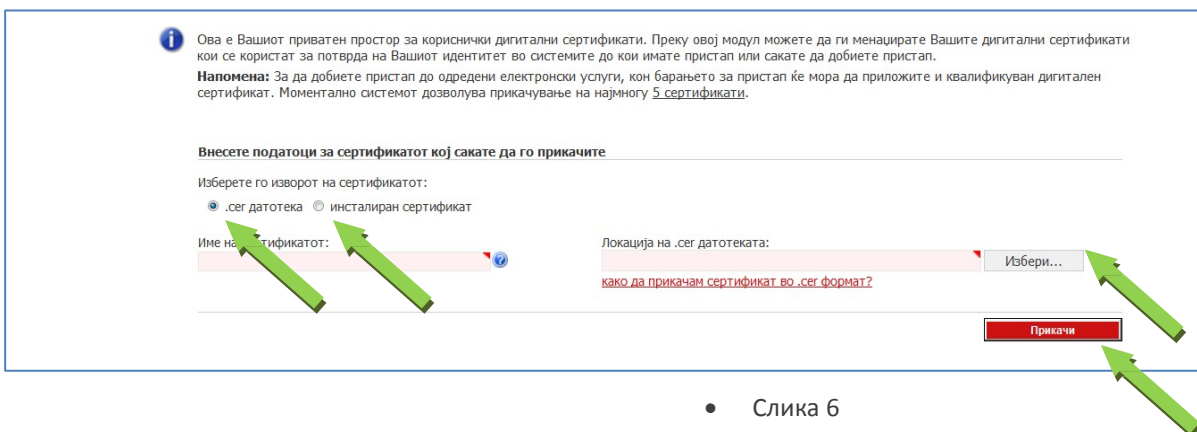 Ова е Вашиот приватен простор за кориснички дигитални сертификати. Преку овој модул можете да ги менаџирате Вашите дигитални сертификати
кои се користат за потврда на Вашиот идентитет во системите до кои имате пристап или сакате да добиете пристап.
Напомена: За да добиете пристап до одредени електронски услуги, кон барањето за пристап ќе мора да приложите и квалификуван дигитален
сертификат. Моментално системот дозволува прикачување на најмногу 5 сертификати.
Внесете податоци за сертификатот кој сакате да го прикачите
Изберете го изворот на сертификатот:
.cer датотека инсталиран сертификат
Име на сертификатот: Локација на .cer датотеката:
Избери...
како да прикачам сертификат во .cer формат?
Прикачи
• Слика 6